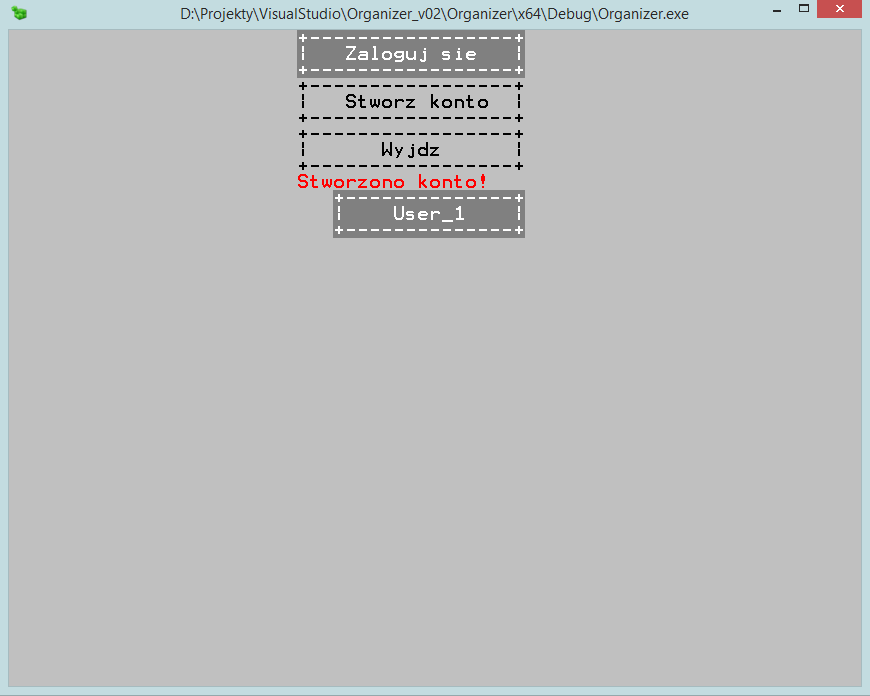 D:\Projekty\VisualStudio\Organizer_v02\Organizer\x64\Debug\Organizer.exe
Zaloguj sie
Stworz konto
Wyjdz
Stworzono konto!
User_1